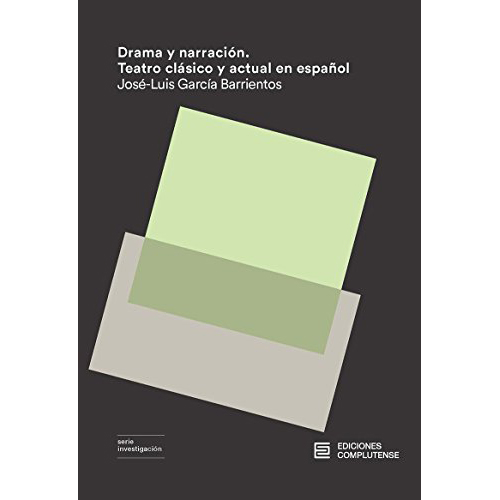 Drama y narración.
Teatro clásico y actual en español
José-Luis García Barrientos
serie
investigación
EDICIONES
COMPLUTENSE